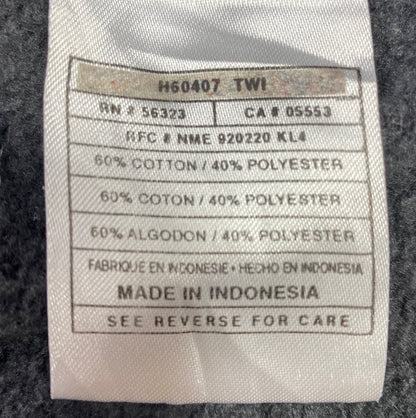 H60407 TWI
RN # 56323 CA # 05553
RFC # NME 920220 KL4
60% COTTON / 40% POLYESTER
60% COTON / 40% POLYESTER
60% ALGODON / 40% POLYESTER
FABRIQUE EN INDONESIE • HECHO EN INDONESIA
MADE IN INDONESIA
SEE REVERSE FOR CARE